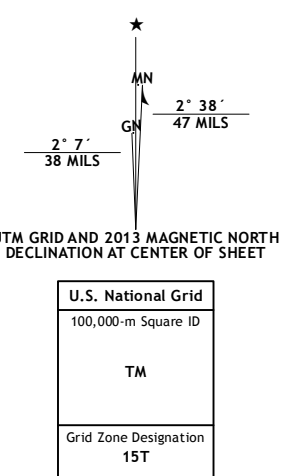 ★
MN
GN
2° 38´
47 MILS
2° 7´
38 MILS
UTM GRID AND 2013 MAGNETIC NORTH
DECLINATION AT CENTER OF SHEET
U.S. National Grid
100,000-m Square ID
TM
Grid Zone Designation
15T